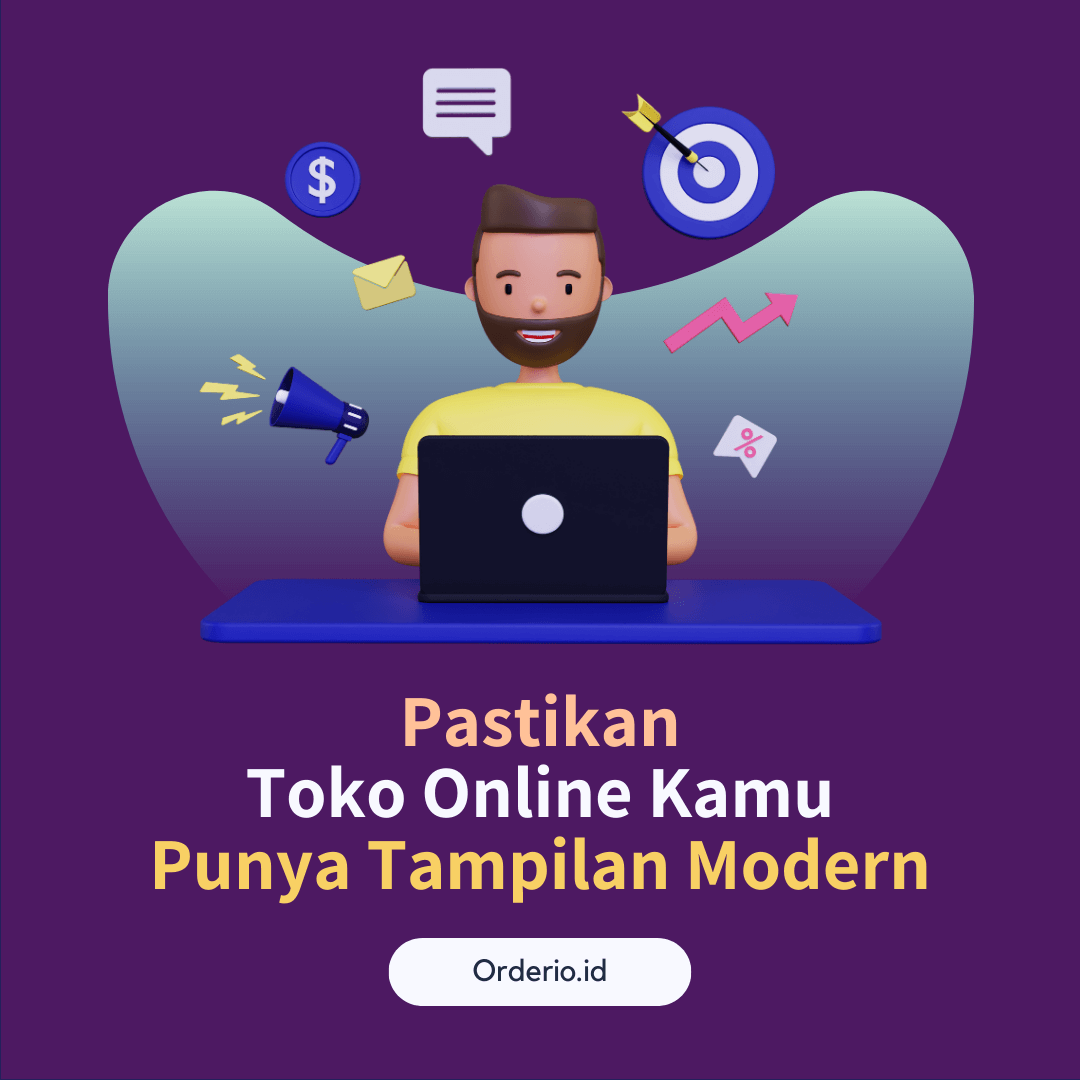 $
%
Pastikan
Toko Online Kamu
Punya Tampilan Modern
Orderio.id